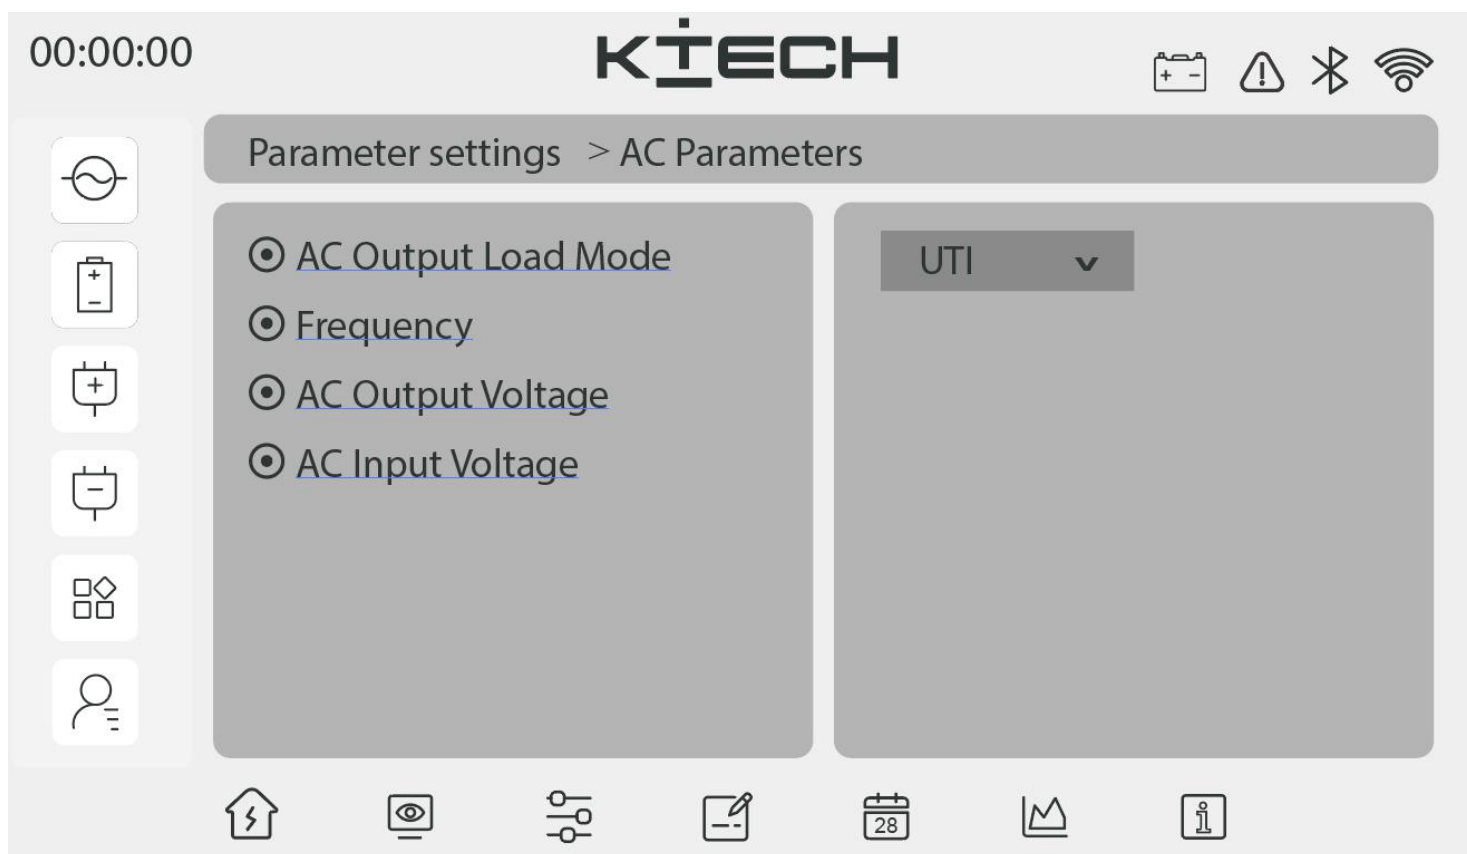 00:00:00
KTECH
Parameter settings > AC Parameters
AC Output Load Mode
UTI
Frequency
AC Output Voltage
AC Input Voltage
28